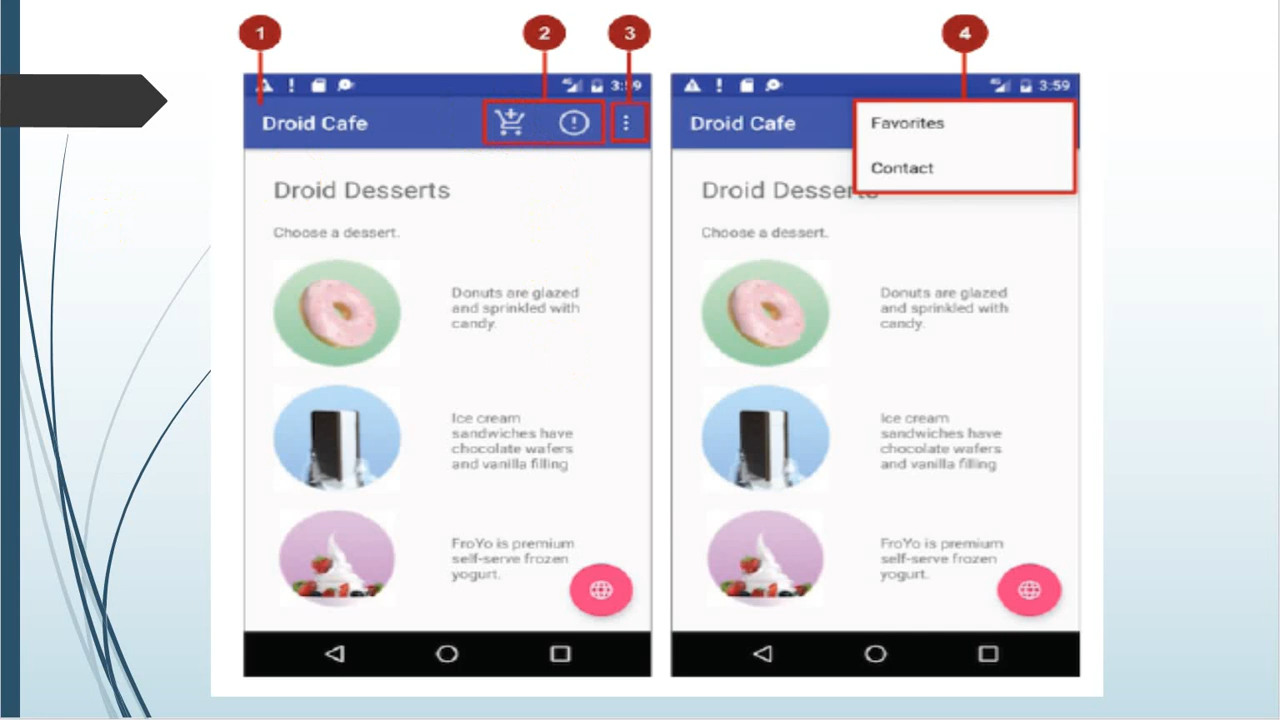 1
2
3
4
3:59
3:59
Droid Cafe
Droid Desserts
Choose a dessert.
Donuts are glazed
and sprinkled with
candy.
Ice cream
sandwiches have
chocolate wafers
and vanilla filling
FroYo is premium
self-serve frozen
yogurt.
Droid Cafe
Favorites
Contact
Droid Desserts
Choose a dessert.
Donuts are glazed
and sprinkled with
candy.
Ice cream
sandwiches have
chocolate wafers
and vanilla filling
FroYo is premium
self-serve frozen
yogurt.